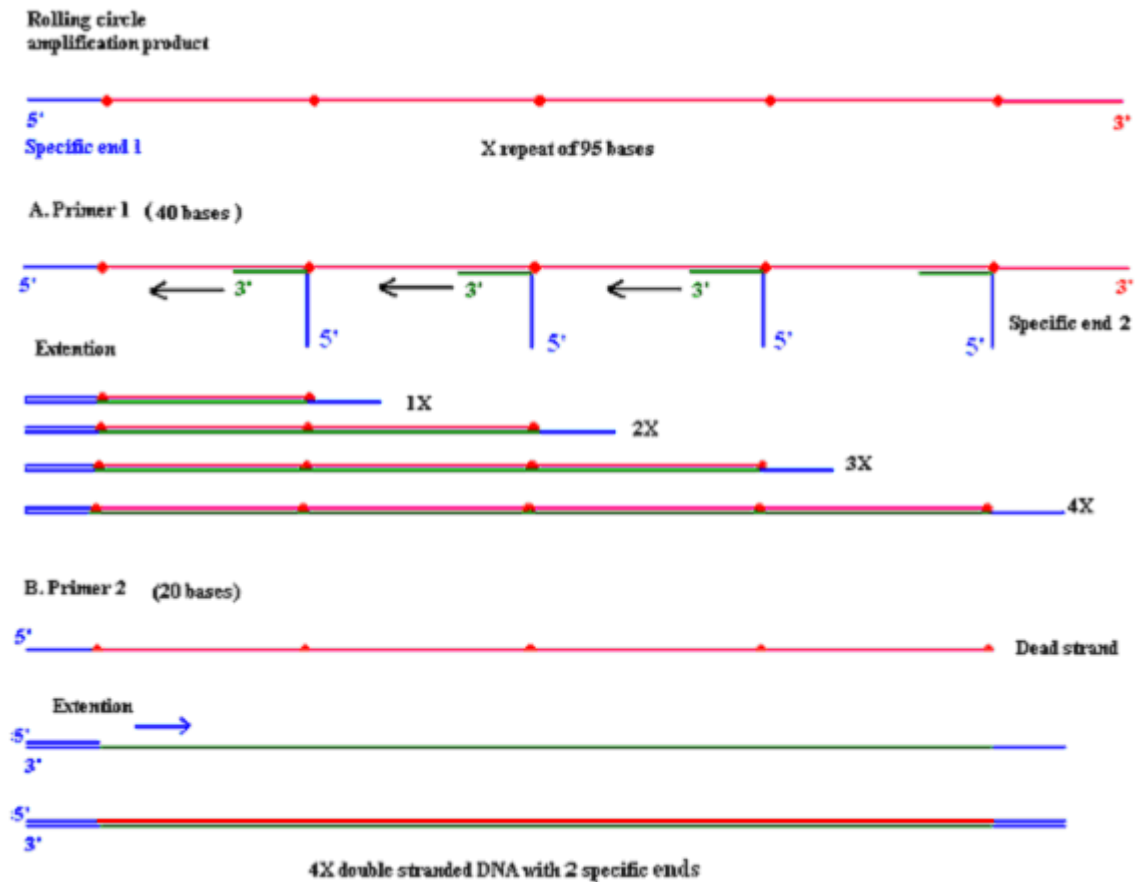 Rolling circle
amplification product
5'
3'
Specific end 1
X repeat of 95 bases
A. Primer 1 ( 40 bases )
5'
3'
3'
3'
3'
5'
5'
5'
5'
Specific end 2
Extention
1X
2X
3X
4X
B. Primer 2 (20 bases)
5'
Dead strand
Extention
:5'
3'
:5'
3'
4X double stranded DNA with 2 specific ends